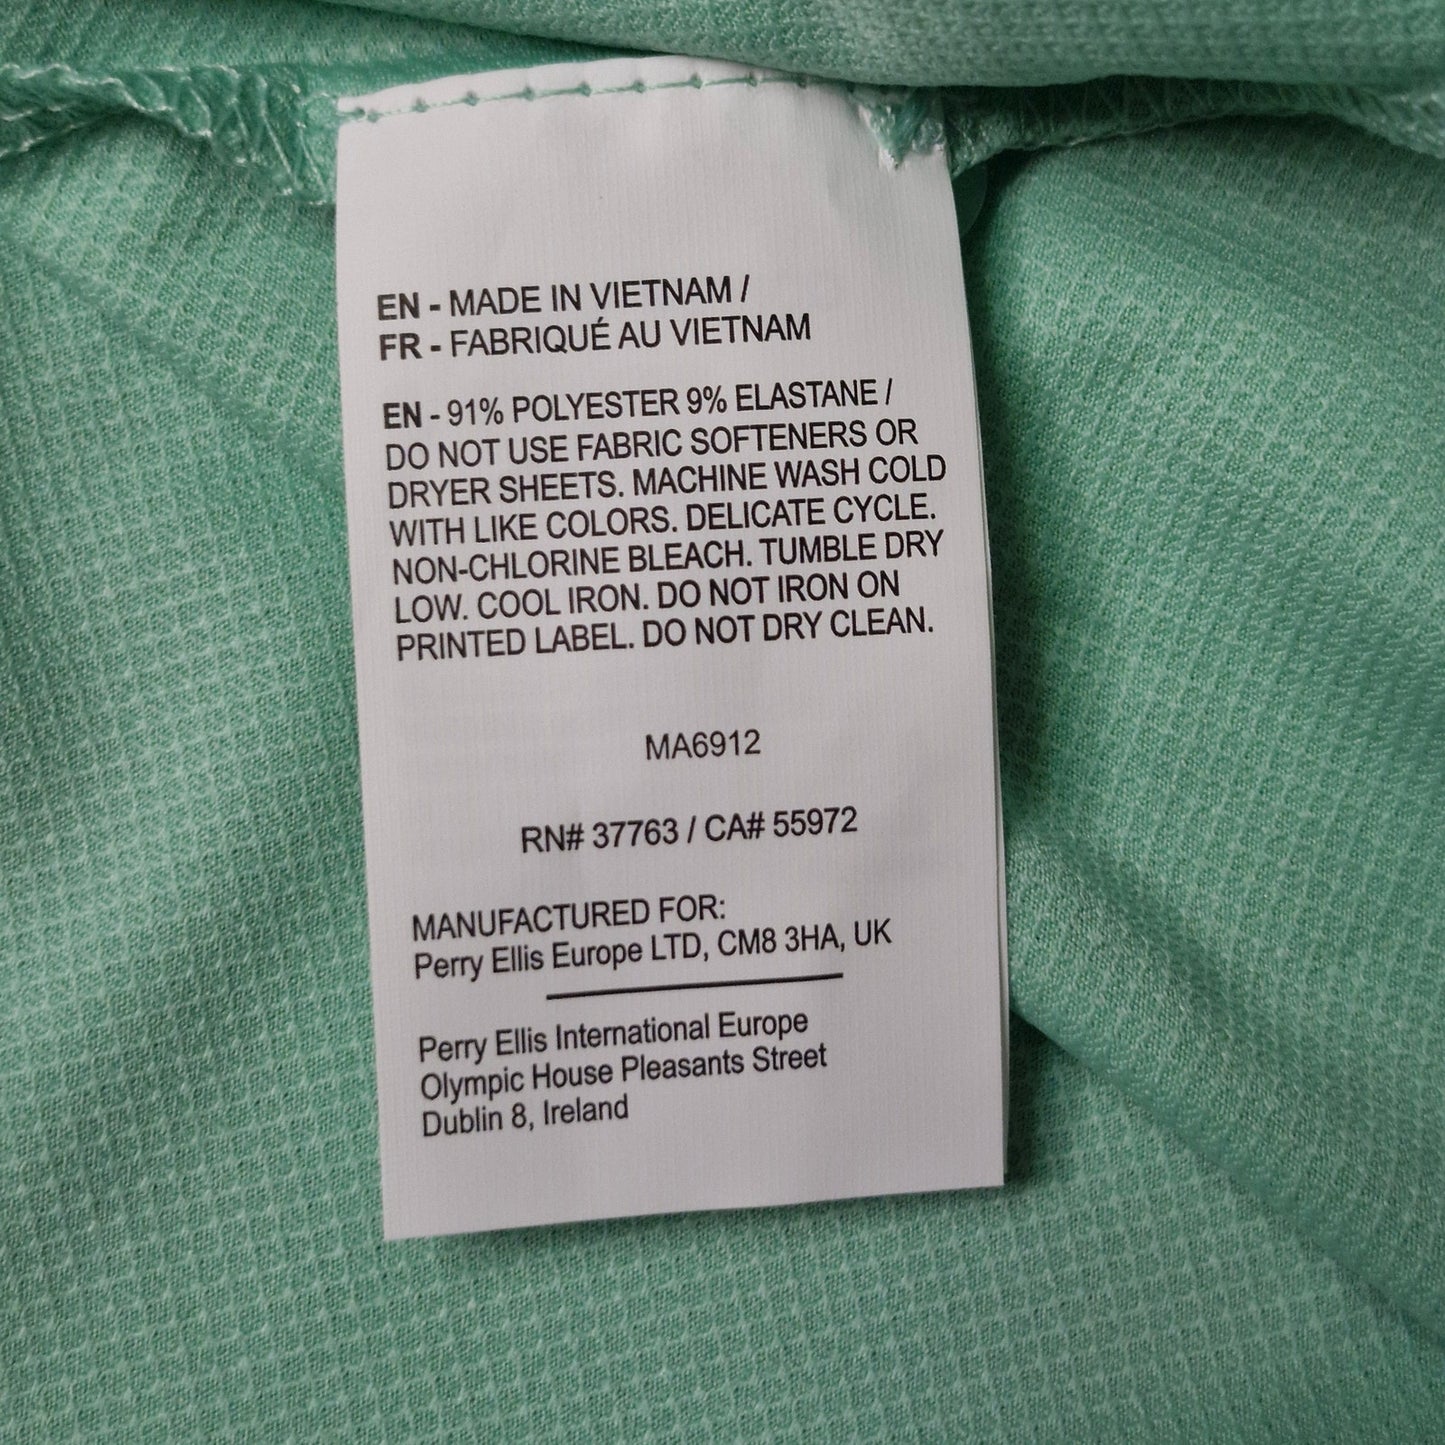 EN - MADE IN VIETNAM /
FR - FABRIQUÉ AU VIETNAM
EN - 91% POLYESTER 9% ELASTANE /
DO NOT USE FABRIC SOFTENERS OR
DRYER SHEETS. MACHINE WASH COLD
WITH LIKE COLORS. DELICATE CYCLE.
NON-CHLORINE BLEACH. TUMBLE DRY
LOW. COOL IRON. DO NOT IRON ON
PRINTED LABEL. DO NOT DRY CLEAN.
MA6912
RN# 37763 / CA# 55972
MANUFACTURED FOR:
Perry Ellis Europe LTD, CM8 3HA, UK
Perry Ellis International Europe
Olympic House Pleasants Street
Dublin 8, Ireland